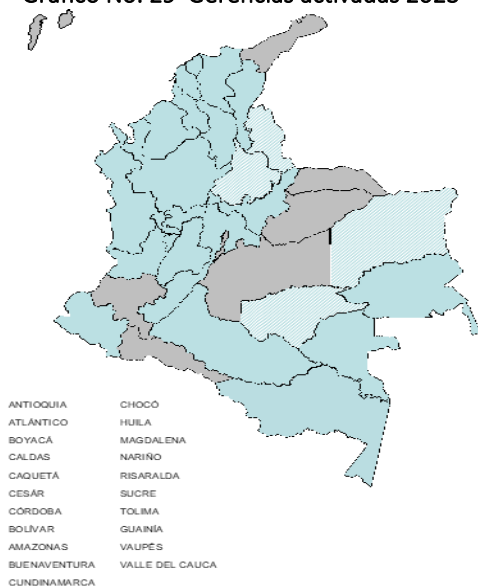 Gráfico No. 29 Gerencias activadas 2023
ANTIOQUIA
ATLÁNTICO
BOYACÁ
CALDAS
CAQUETÁ
CESÁR
CÓRDOBA
BOLÍVAR
AMAZONAS
BUENAVENTURA
CUNDINAMARCA
CHOCÓ
HUILA
MAGDALENA
NARIÑO
RISARALDA
SUCRE
TOLIMA
GUAINÍA
VAUPÉS
VALLE DEL CAUCA